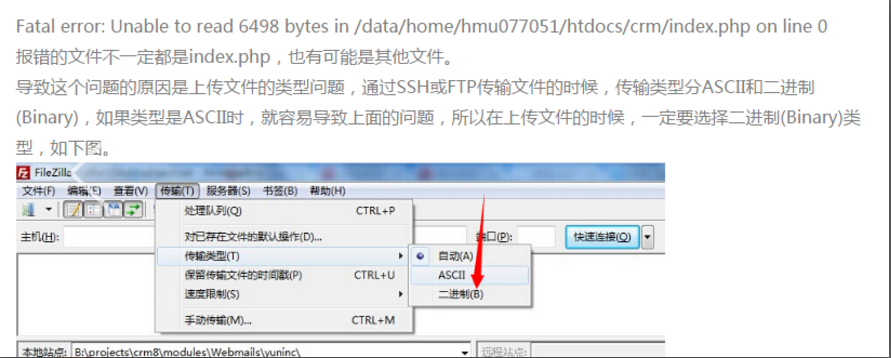 Fatal error: Unable to read 6498 bytes in /data/home/hmu077051/htdocs/crm/index.php on line 0
报错的文件不一定都是index.php，也有可能是其他文件。
导致这个问题的原因是上传文件的类型问题，通过SSH或FTP传输文件的时候，传输类型分ASCII和二进制
(Binary)，如果类型是ASCII时，就容易导致上面的问题，所以在上传文件的时候，一定要选择二进制(Binary)类
型，如下图。
FileZilla
文件(F) 编辑(E) 查看(V) 传输(T) 服务器(S) 书签(B) 帮助(H)
处理队列(Q) CTRL+P
主机(H): 对已存在文件的默认操作(D)... 端口(P): 快速连接(Q)
传输类型(T) 自动(A)
保留传输文件的时间戳(P) CTRL+U ASCII
速度限制(S) 二进制(B)
手动传输(M)... CTRL+M
本地站点: B:\projects\crm8\modules\Webmails\yuninc\ 远程站点: